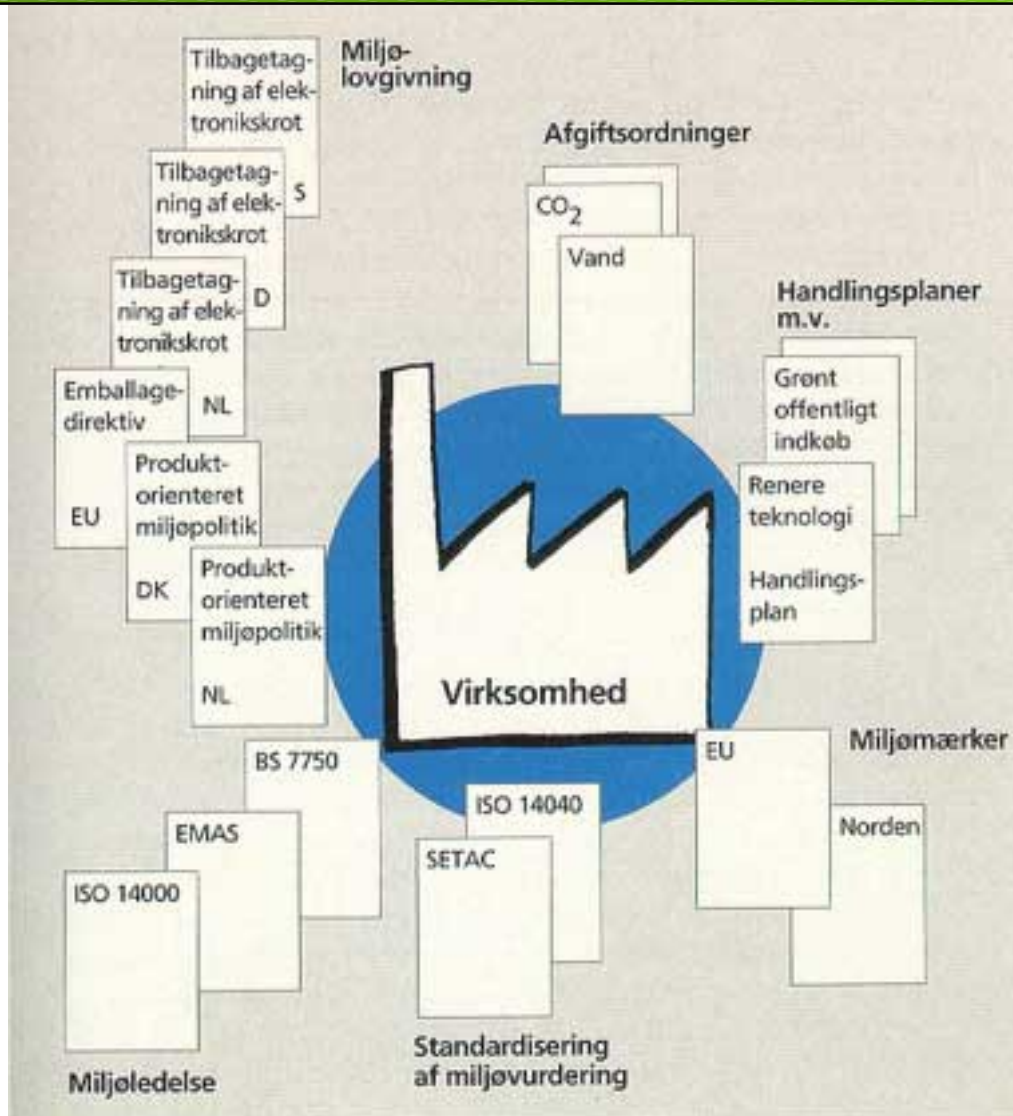 Miljø-
lovgivning
Tilbagetag-
ning af elek-
tronikskrot
S
Tilbagetag-
ning af elek-
tronikskrot
D
Tilbagetag-
ning af elek-
tronikskrot
NL
Emballage-
direktiv
EU
Produkt-
orienteret
miljøpolitik
DK
Produkt-
orienteret
miljøpolitik
NL
Afgiftsordninger
CO2
Vand
Handlingsplaner
m.v.
Grønt
offentligt
indkøb
Renere
teknologi
Handlings-
plan
Virksomhed
Miljømærker
EU
Norden
BS 7750
EMAS
ISO 14000
Miljøledelse
ISO 14040
SETAC
Standardisering
af miljøvurdering